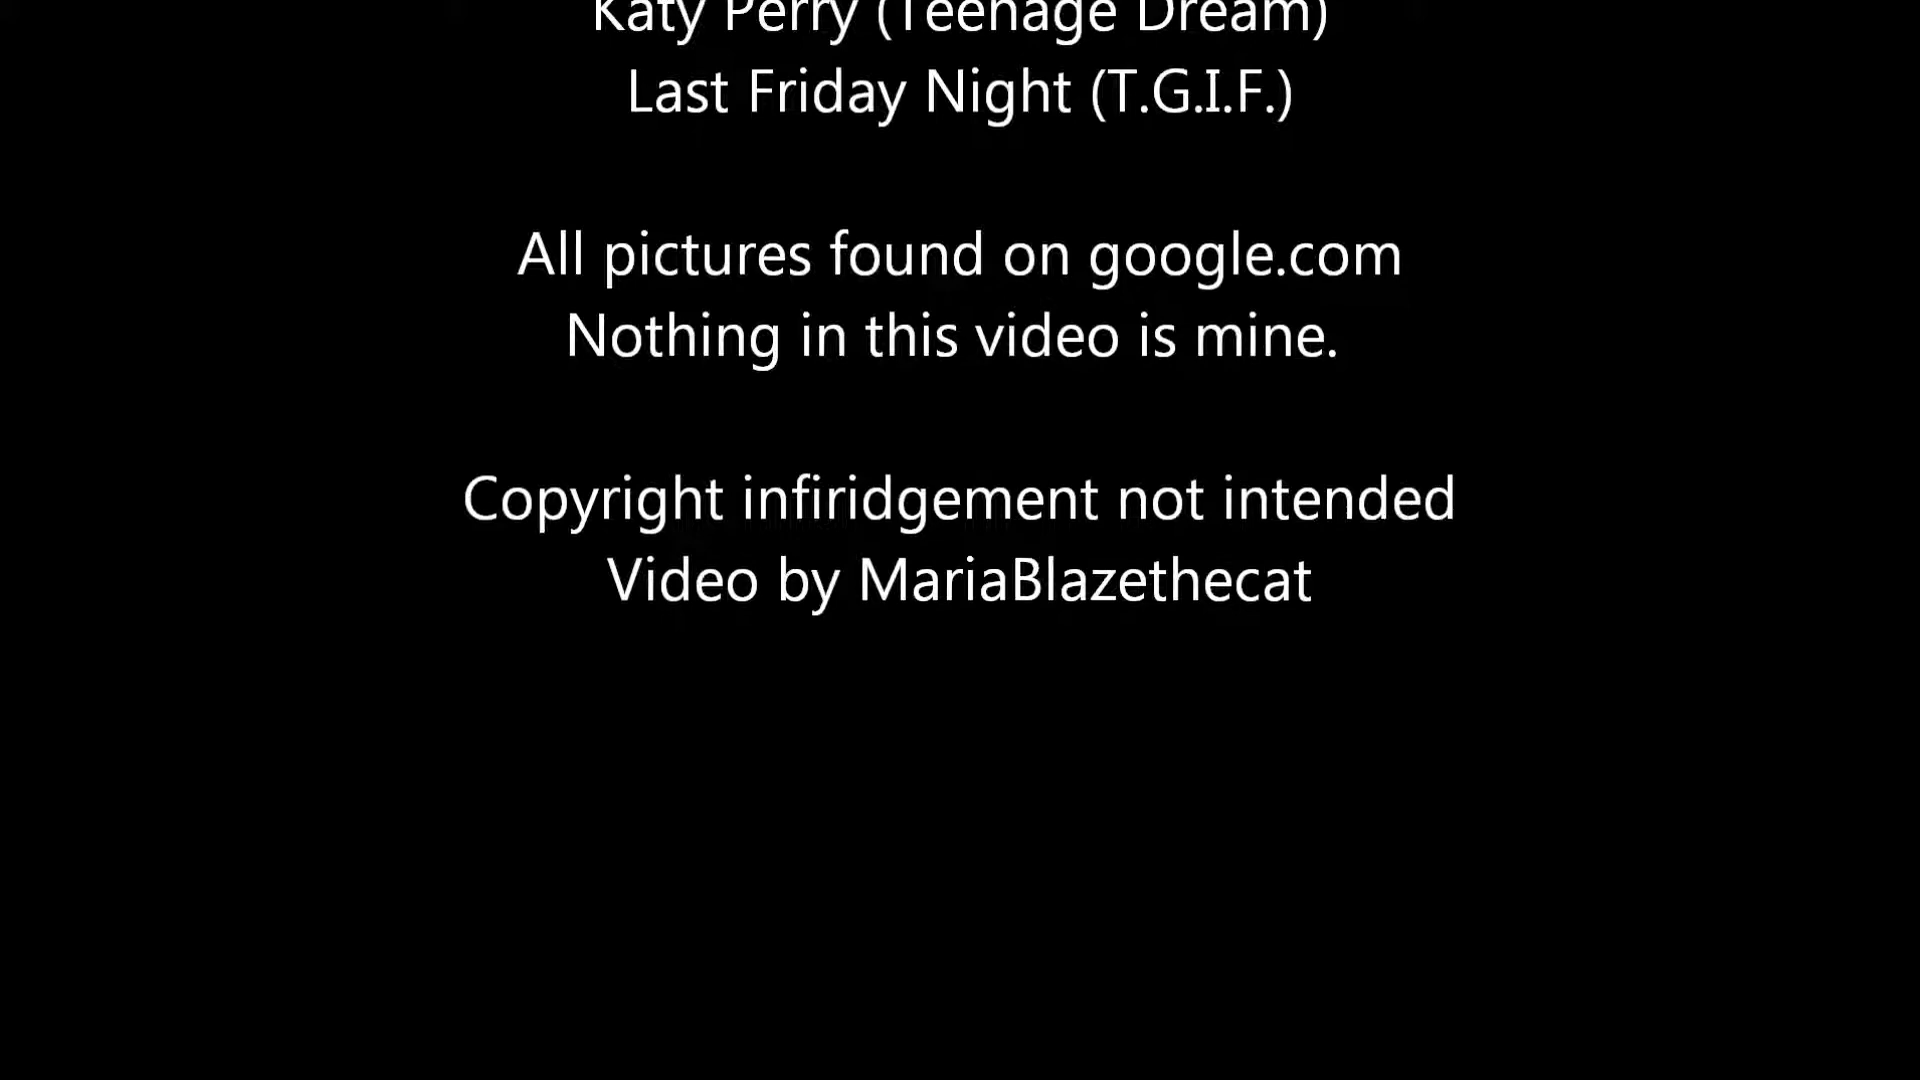 Katy Perry (Teenage Dream)
Last Friday Night (T.G.I.F.)
All pictures found on google.com
Nothing in this video is mine.
Copyright infiridgement not intended
Video by MariaBlazethecat